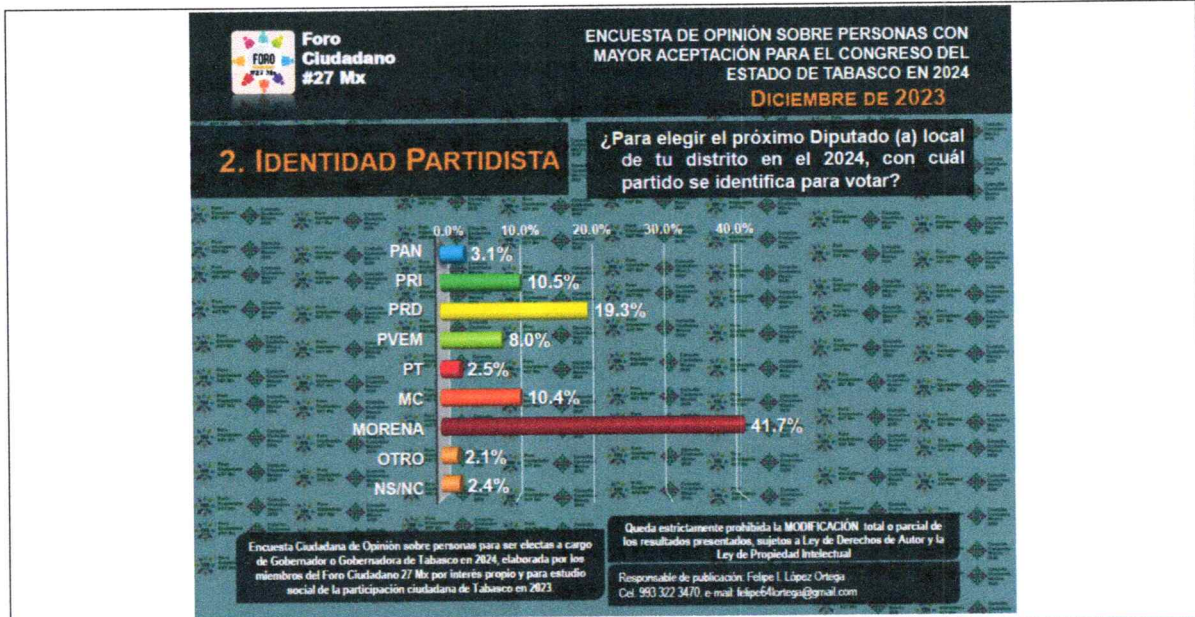 Foro
Ciudadano
#27 Mx
FORO
#27 MX
ENCUESTA DE OPINIÓN SOBRE PERSONAS CON
MAYOR ACEPTACIÓN PARA EL CONGRESO DEL
ESTADO DE TABASCO EN 2024
DICIEMBRE DE 2023
2. IDENTIDAD PARTIDISTA
¿Para elegir el próximo Diputado (a) local
de tu distrito en el 2024, con cuál
partido se identifica para votar?
0.0% 10.0% 20.0% 30.0% 40.0%
PAN 3.1%
PRI 10.5%
PRD 19.3%
PVEM 8.0%
PT 2.5%
MC 10.4%
MORENA 41.7%
OTRO 2.1%
NS/NC 2.4%
Encuesta Ciudadana de Opinión sobre personas para ser electas a cargo
de Gobernador o Gobernadora de Tabasco en 2024, elaborada por los
miembros del Foro Ciudadano 27 Mx por interés propio y para estudio
social de la participación ciudadana de Tabasco en 2023
Queda estrictamente prohibida la MODIFICACIÓN total o parcial de
los resultados presentados, sujetos a Ley de Derechos de Autor y la
Ley de Propiedad Intelectual
Responsable de publicación: Felipe I. López Ortega
Cel. 993 322 3470. e-mail: felipe64lortega@gmail.com